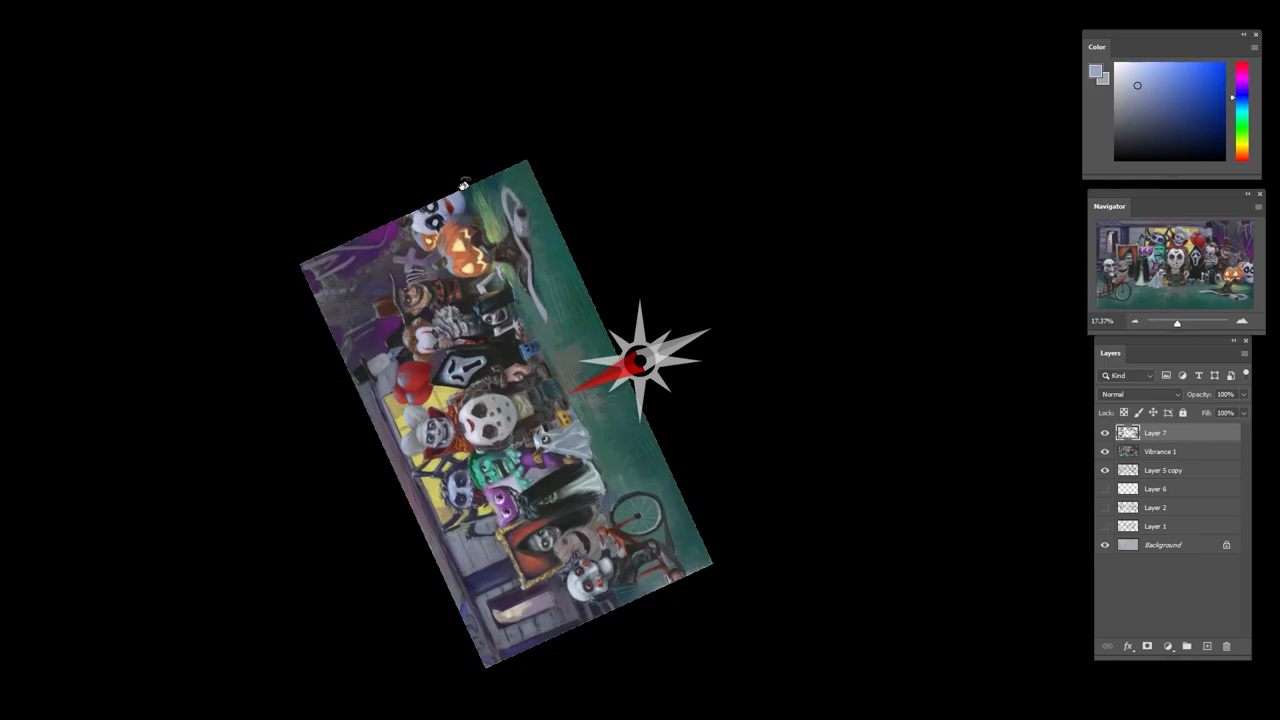 Color
Navigator
17.37%
Layers
Kind
Normal
Opacity: 100%
Lock:
Fill: 100%
Layer 7
Vibrance 1
Layer 5 copy
Layer 6
Layer 2
Layer 1
Background
fx